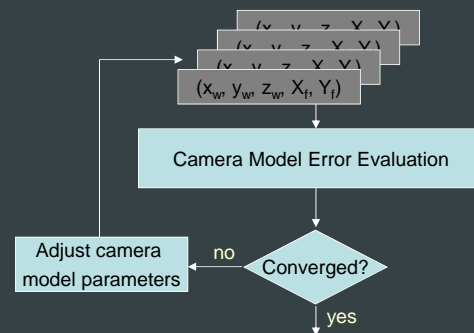 (x_w, y_w, z_w, X_f, Y_f)
Camera Model Error Evaluation
Adjust camera
model parameters
no
Converged?
yes